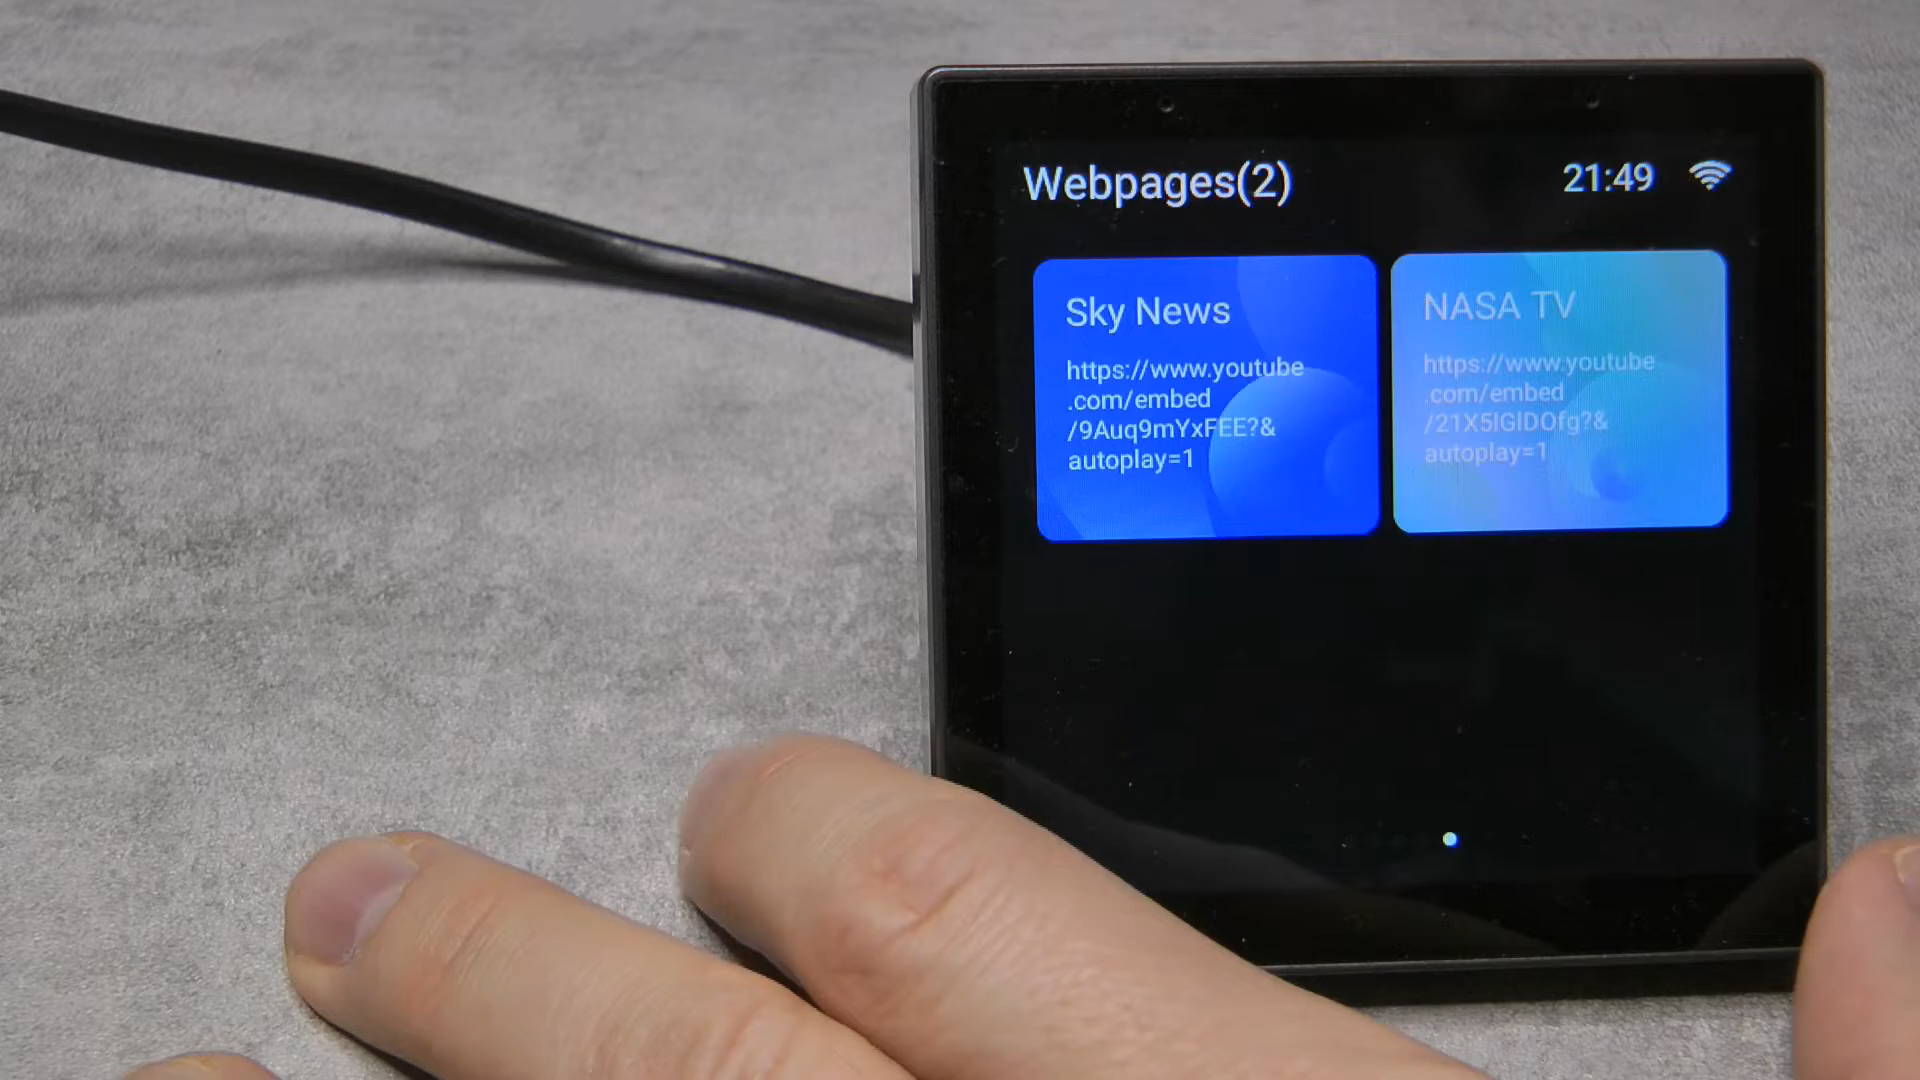 Webpages(2)
21:49
Sky News
https://www.youtube
.com/embed
/9Auq9mYxFEE?&
autoplay=1
NASA TV
https://www.youtube
.com/embed
/21X5lGlDOfg?&
autoplay=1